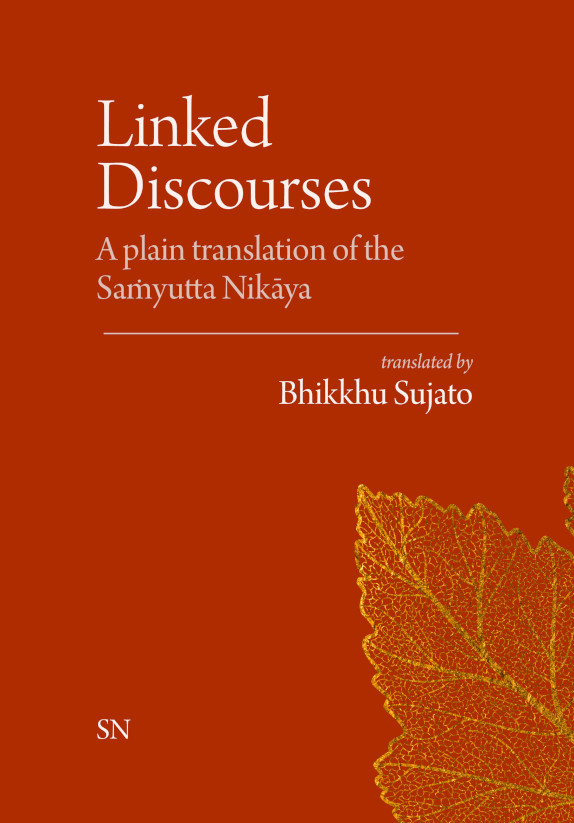 Linked
Discourses
A plain translation of the
Saṁyutta Nikāya
translated by
Bhikkhu Sujato
SN